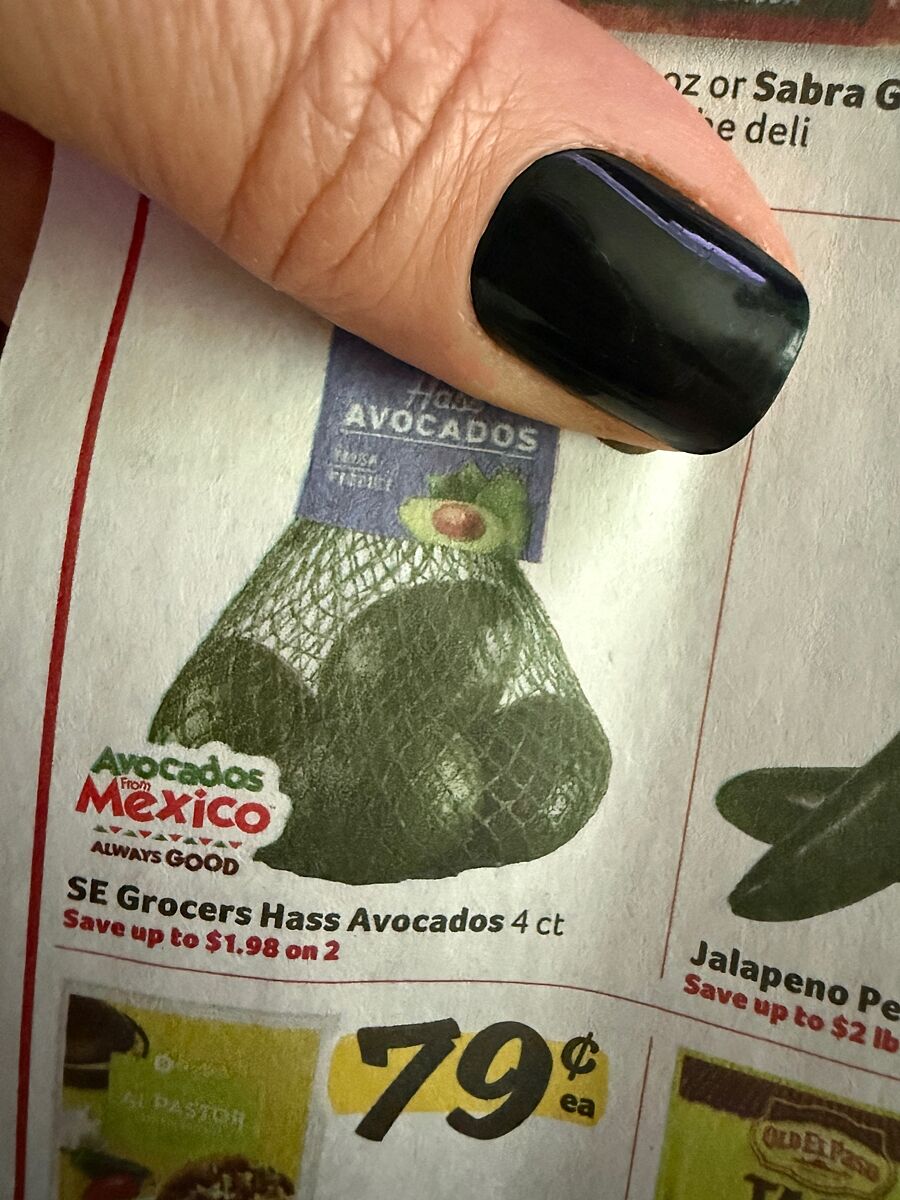 oz or Sabra G
he deli
Hass
AVOCADOS
Avocados
From
Mexico
ALWAYS GOOD
SE Grocers Hass Avocados 4 ct
Save up to $1.98 on 2
Jalapeno Pe
Save up to $2 lb
79¢
ea
AL PASTOR
OLD EL PASO